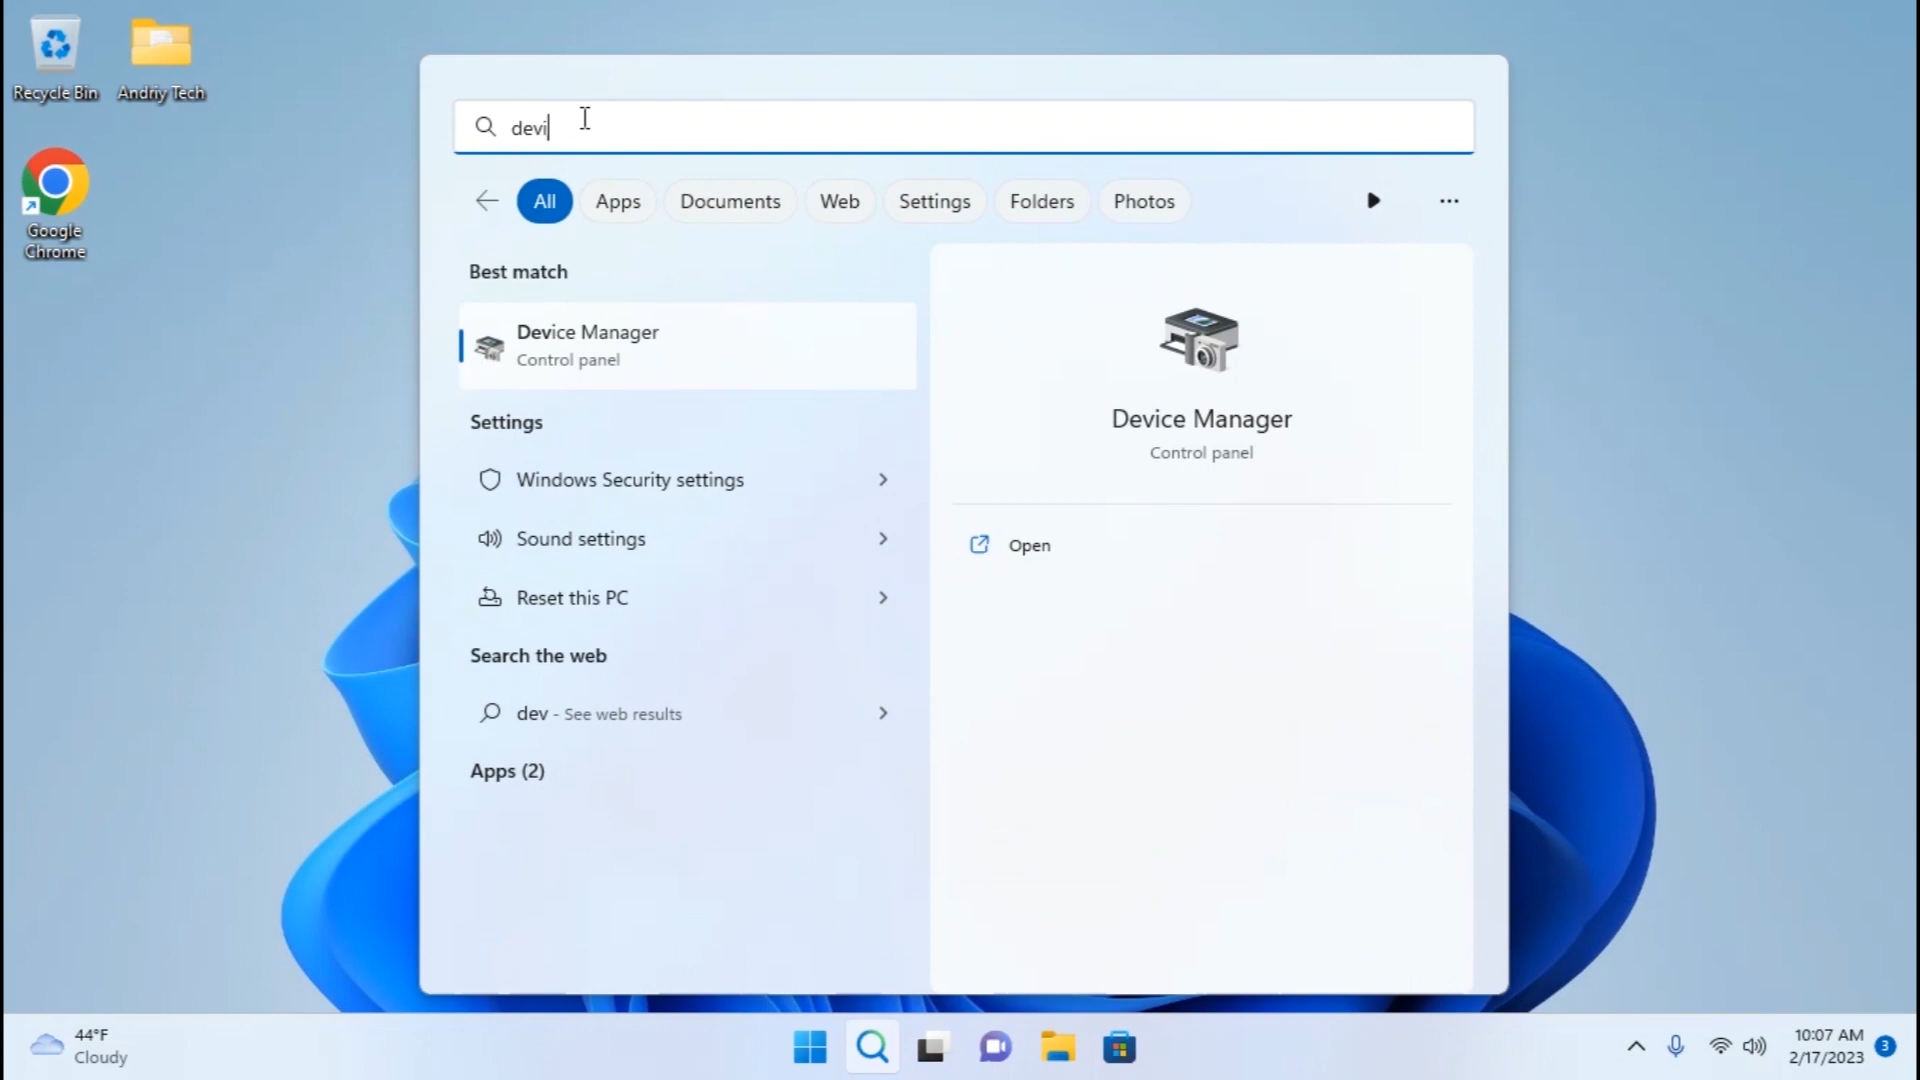 Recycle Bin
Andriy Tech
Google
Chrome
devi
All
Apps
Documents
Web
Settings
Folders
Photos
Best match
Device Manager
Control panel
Settings
Windows Security settings
Sound settings
Reset this PC
Search the web
dev - See web results
Apps (2)
Device Manager
Control panel
Open
44°F
Cloudy
10:07 AM
2/17/2023
3